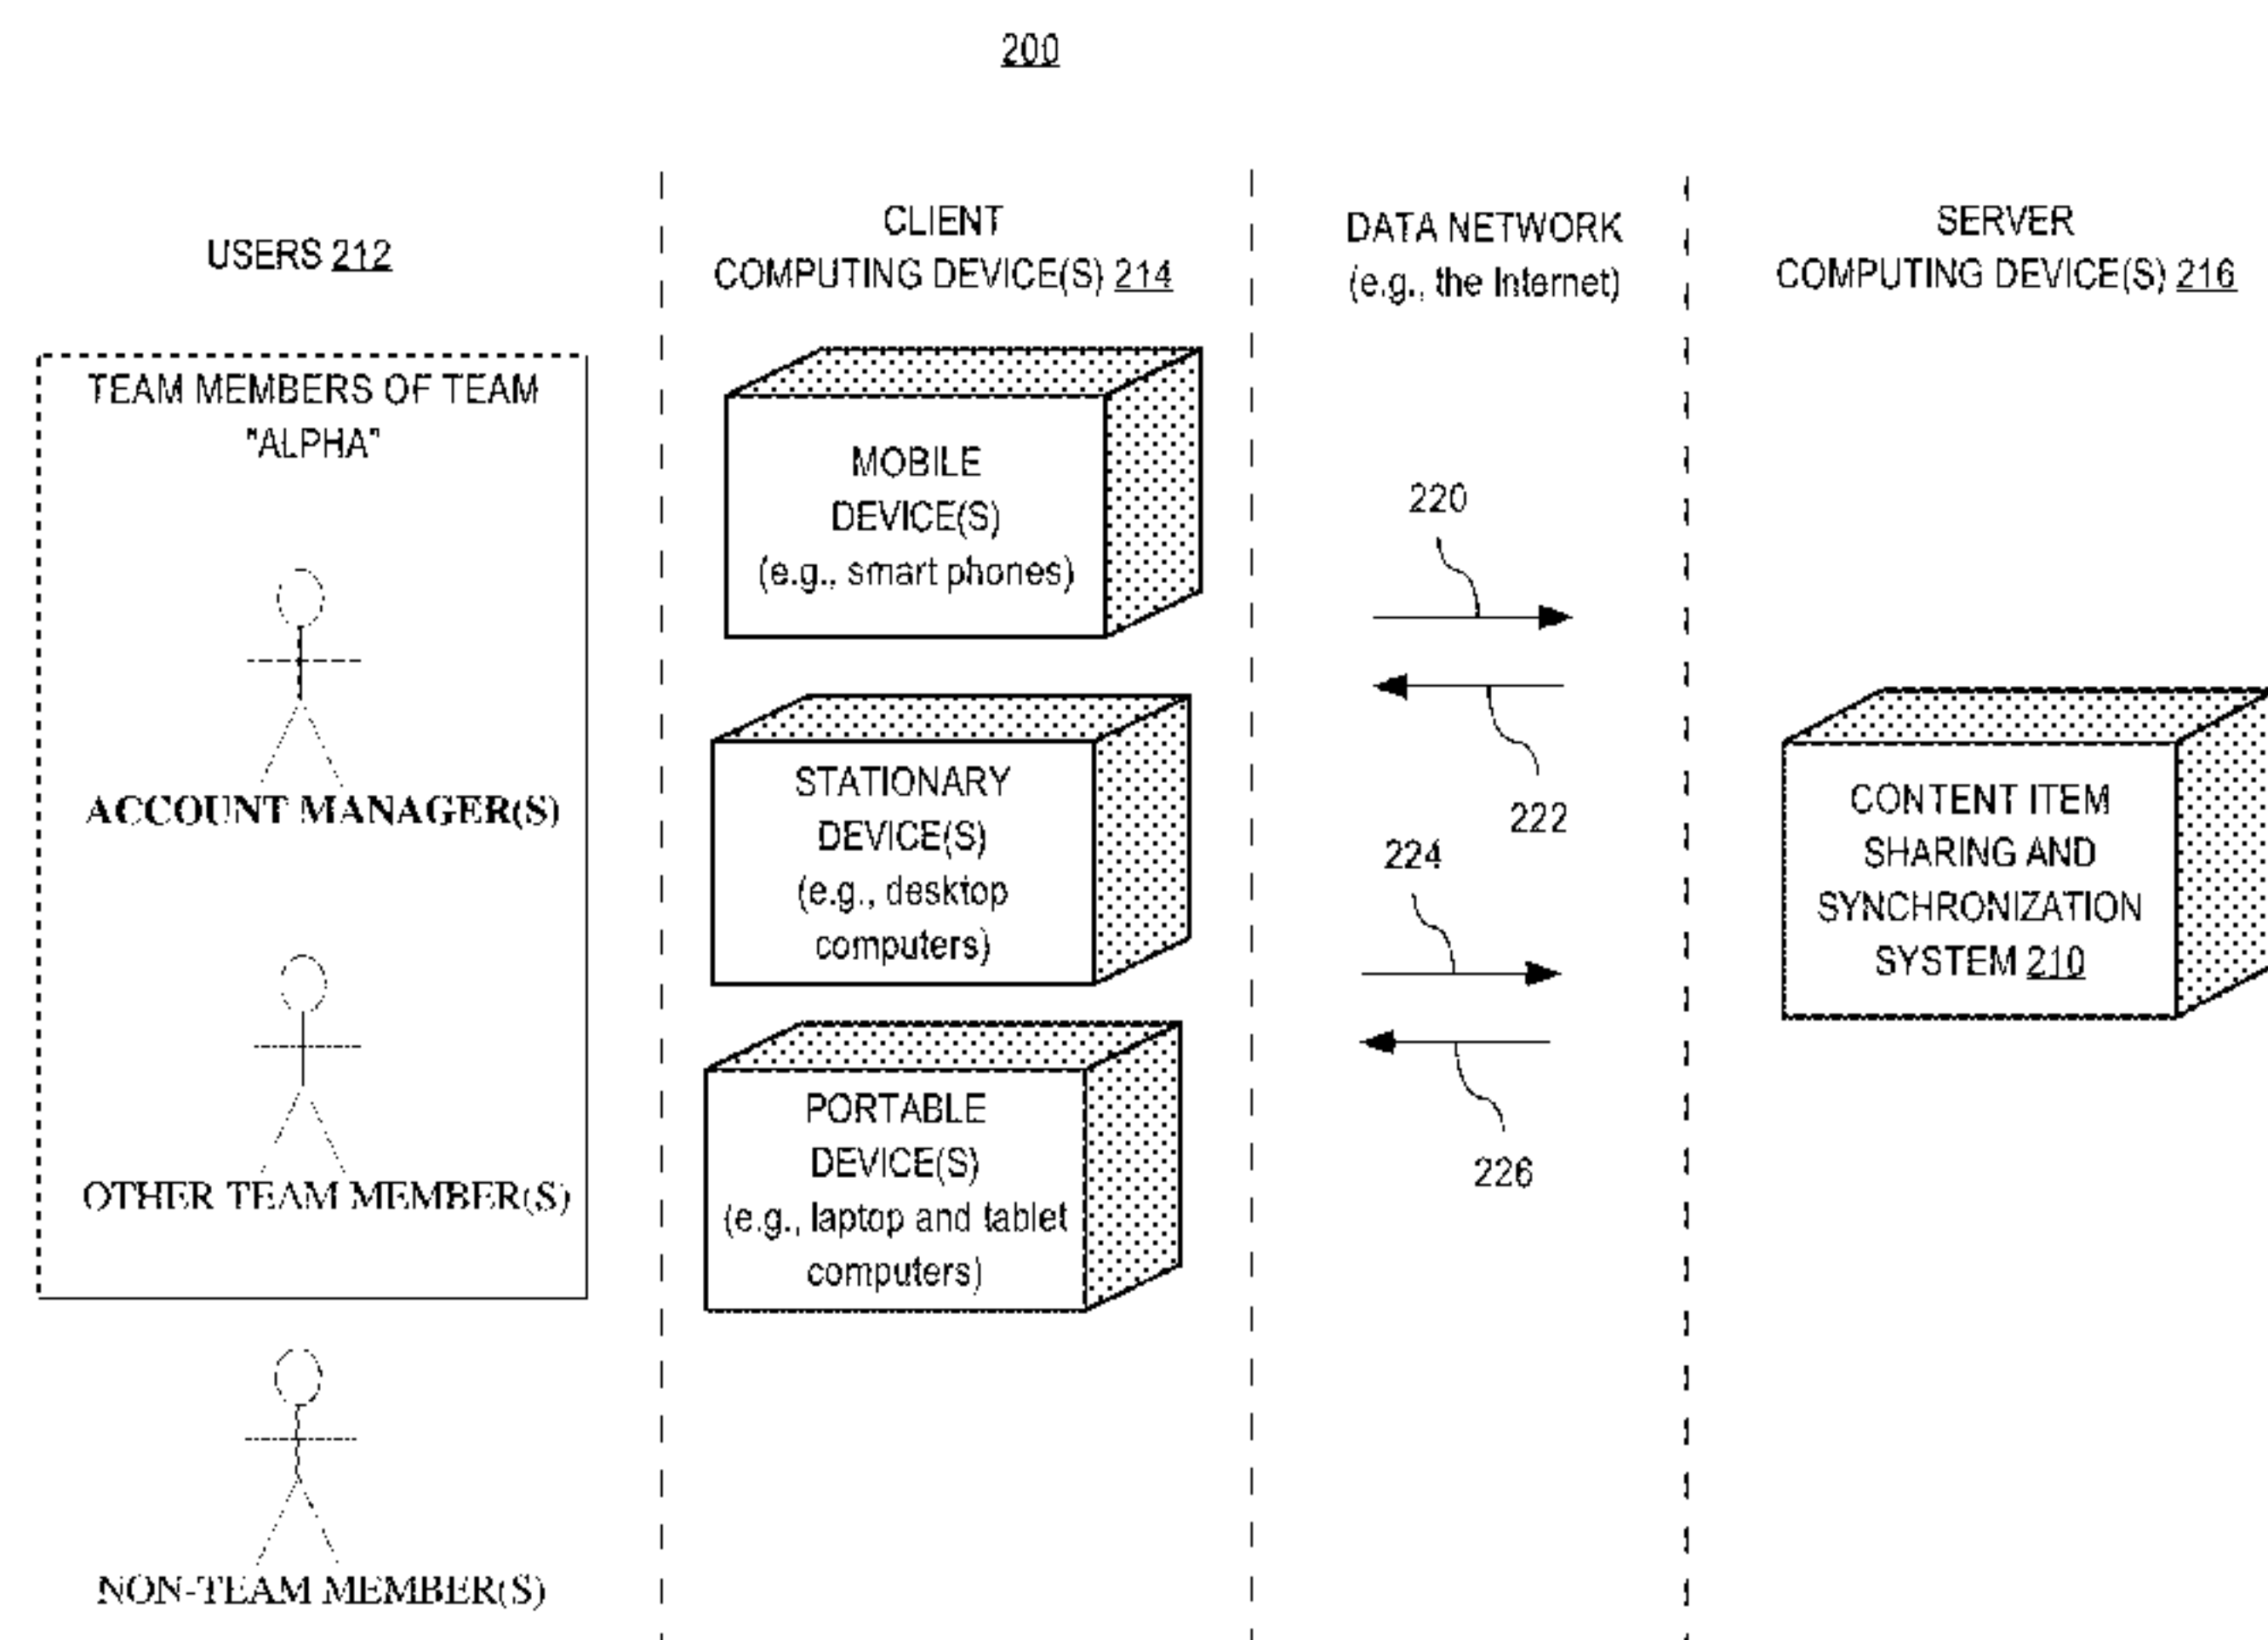 200
USERS 212
TEAM MEMBERS OF TEAM
"ALPHA"
ACCOUNT MANAGER(S)
OTHER TEAM MEMBER(S)
NON-TEAM MEMBER(S)
CLIENT
COMPUTING DEVICE(S) 214
MOBILE
DEVICE(S)
(e.g., smart phones)
STATIONARY
DEVICE(S)
(e.g., desktop
computers)
PORTABLE
DEVICE(S)
(e.g., laptop and tablet
computers)
DATA NETWORK
(e.g., the Internet)
220
222
224
226
SERVER
COMPUTING DEVICE(S) 216
CONTENT ITEM
SHARING AND
SYNCHRONIZATION
SYSTEM 210